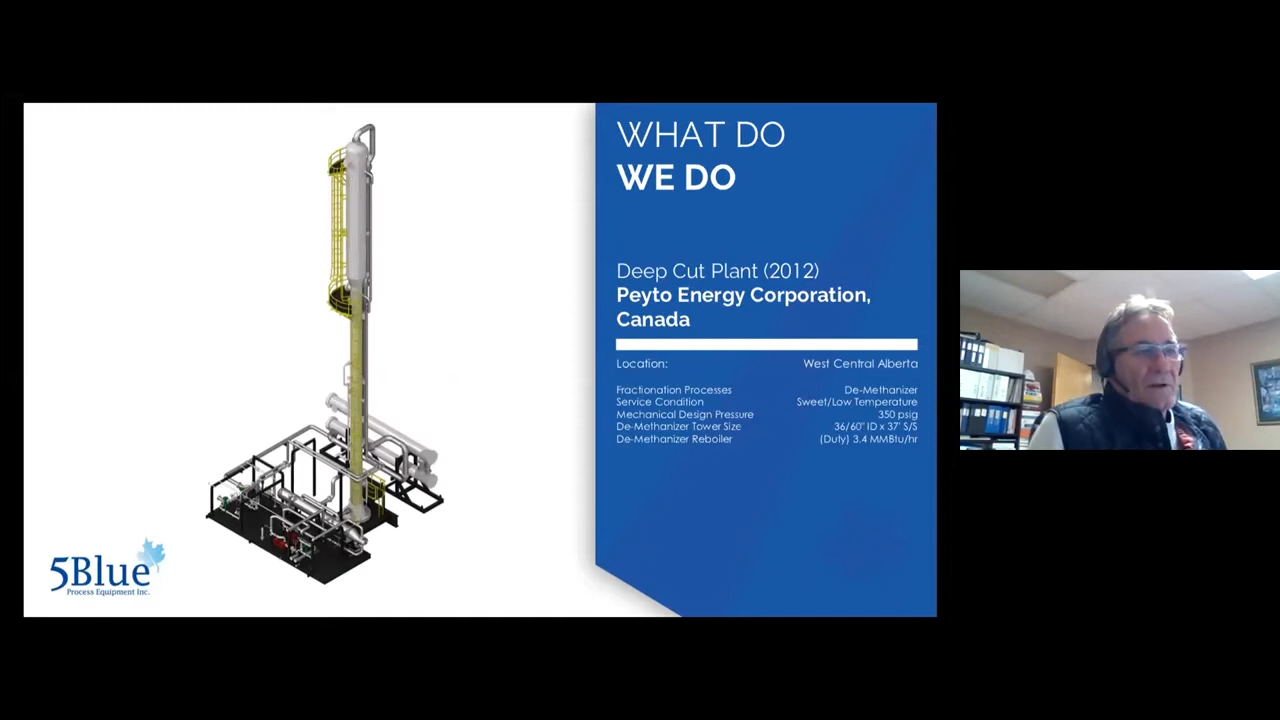 WHAT DO
WE DO
Deep Cut Plant (2012)
Peyto Energy Corporation,
Canada
Location: West Central Alberta
Fractionation Processes De-Methanizer
Service Condition Sweet/Low Temperature
Mechanical Design Pressure 350 psig
De-Methanizer Tower Size 36/60" ID x 37' S/S
De-Methanizer Reboiler (Duty) 3.4 MMBtu/hr
5Blue
Process Equipment Inc.